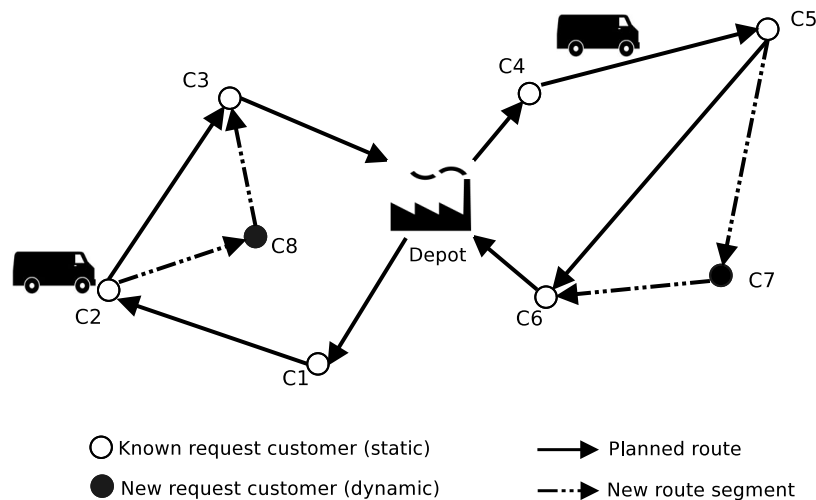 C5
C4
C3
C8
Depot
C7
C2
C6
C1
Known request customer (static)
Planned route
New request customer (dynamic)
New route segment